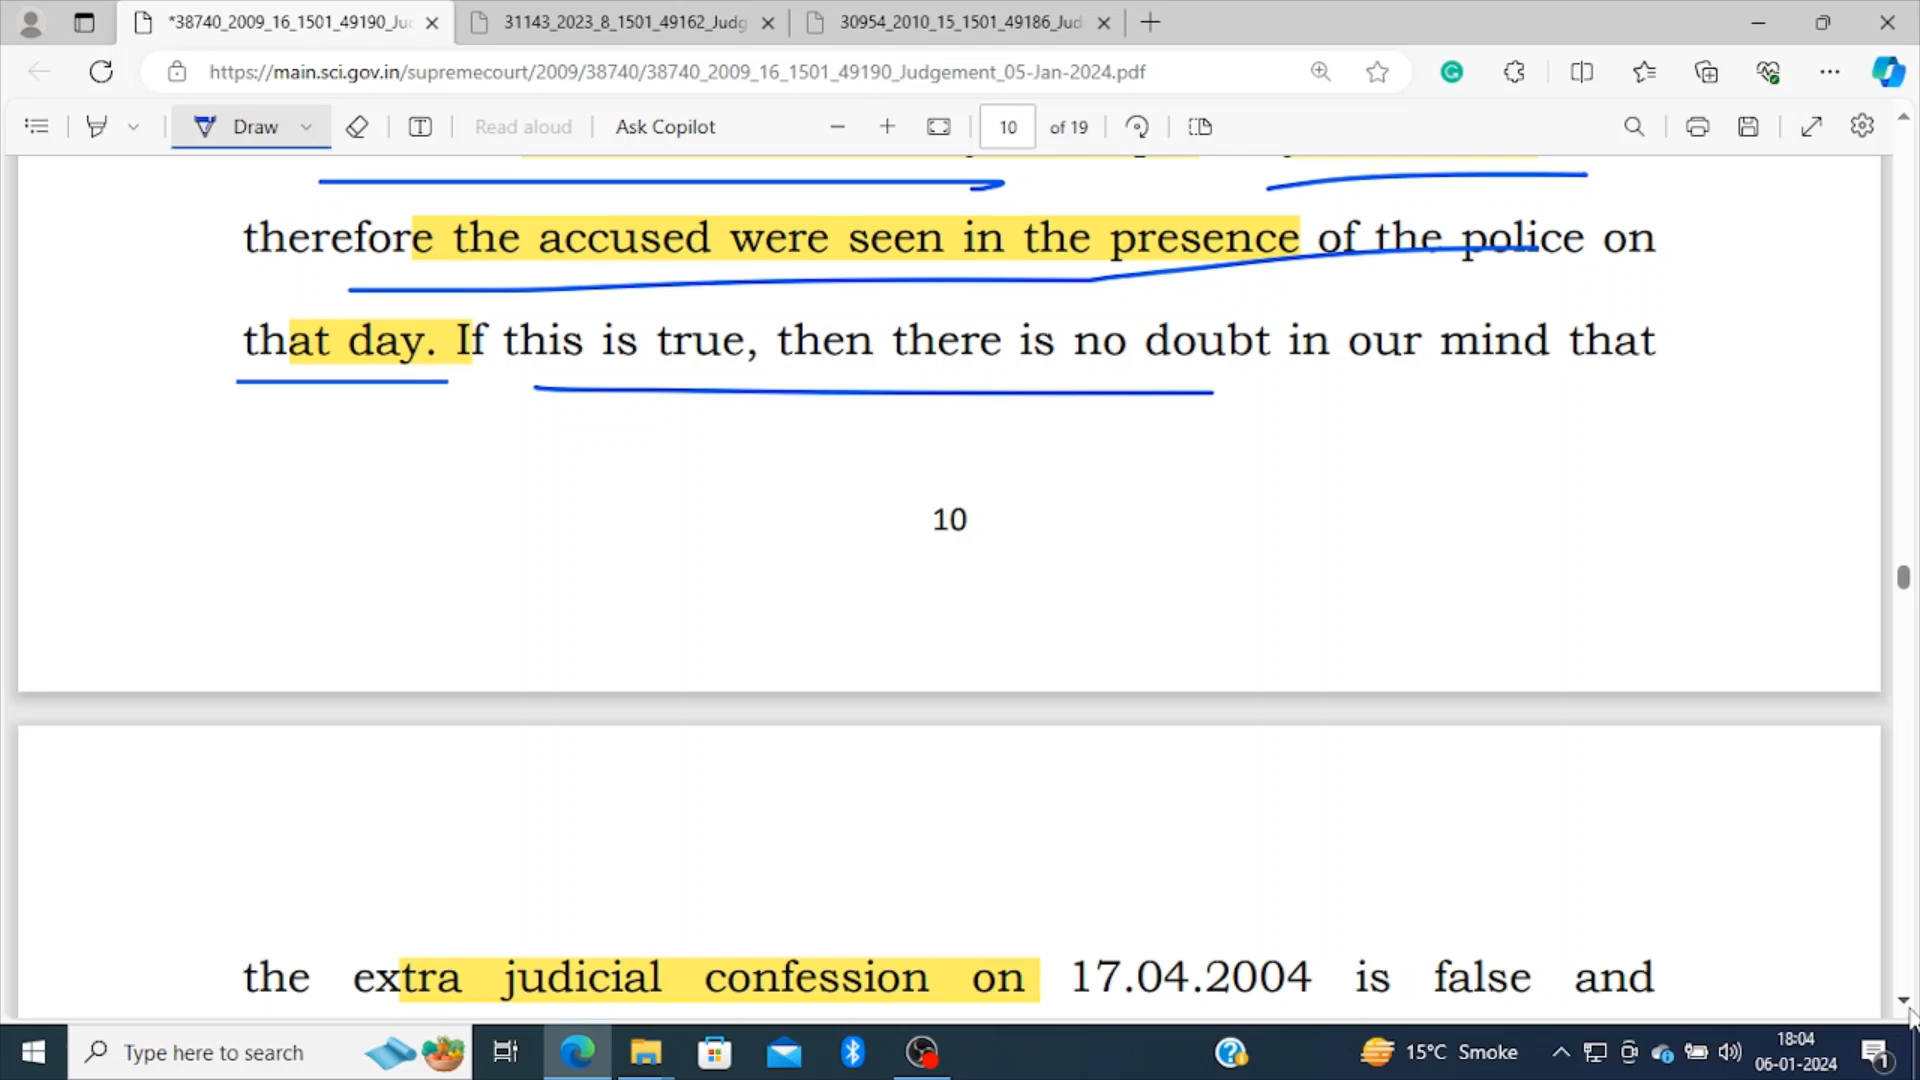 *38740_2009_16_1501_49190_Ju
31143_2023_8_1501_49162_Judg
30954_2010_15_1501_49186_Jud
https://main.sci.gov.in/supremecourt/2009/38740/38740_2009_16_1501_49190_Judgement_05-Jan-2024.pdf
Draw
Read aloud
Ask Copilot
10
of 19
therefore the accused were seen in the presence of the police on
that day. If this is true, then there is no doubt in our mind that
10
the extra judicial confession on 17.04.2004 is false and
Type here to search
15°C Smoke
18:04
06-01-2024
1